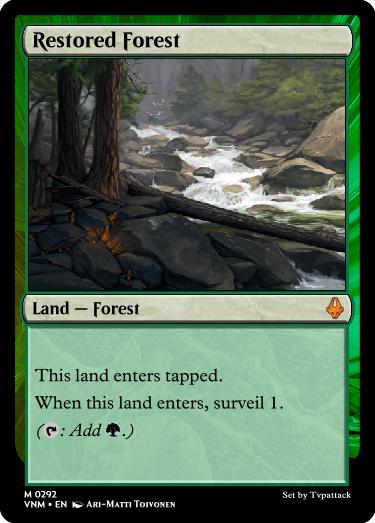 Restored Forest
Land — Forest
This land enters tapped.
When this land enters, surveil 1.
(: Add .)
M 0292
VNM • EN Ari-Matti Toivonen
Set by Tvpattack